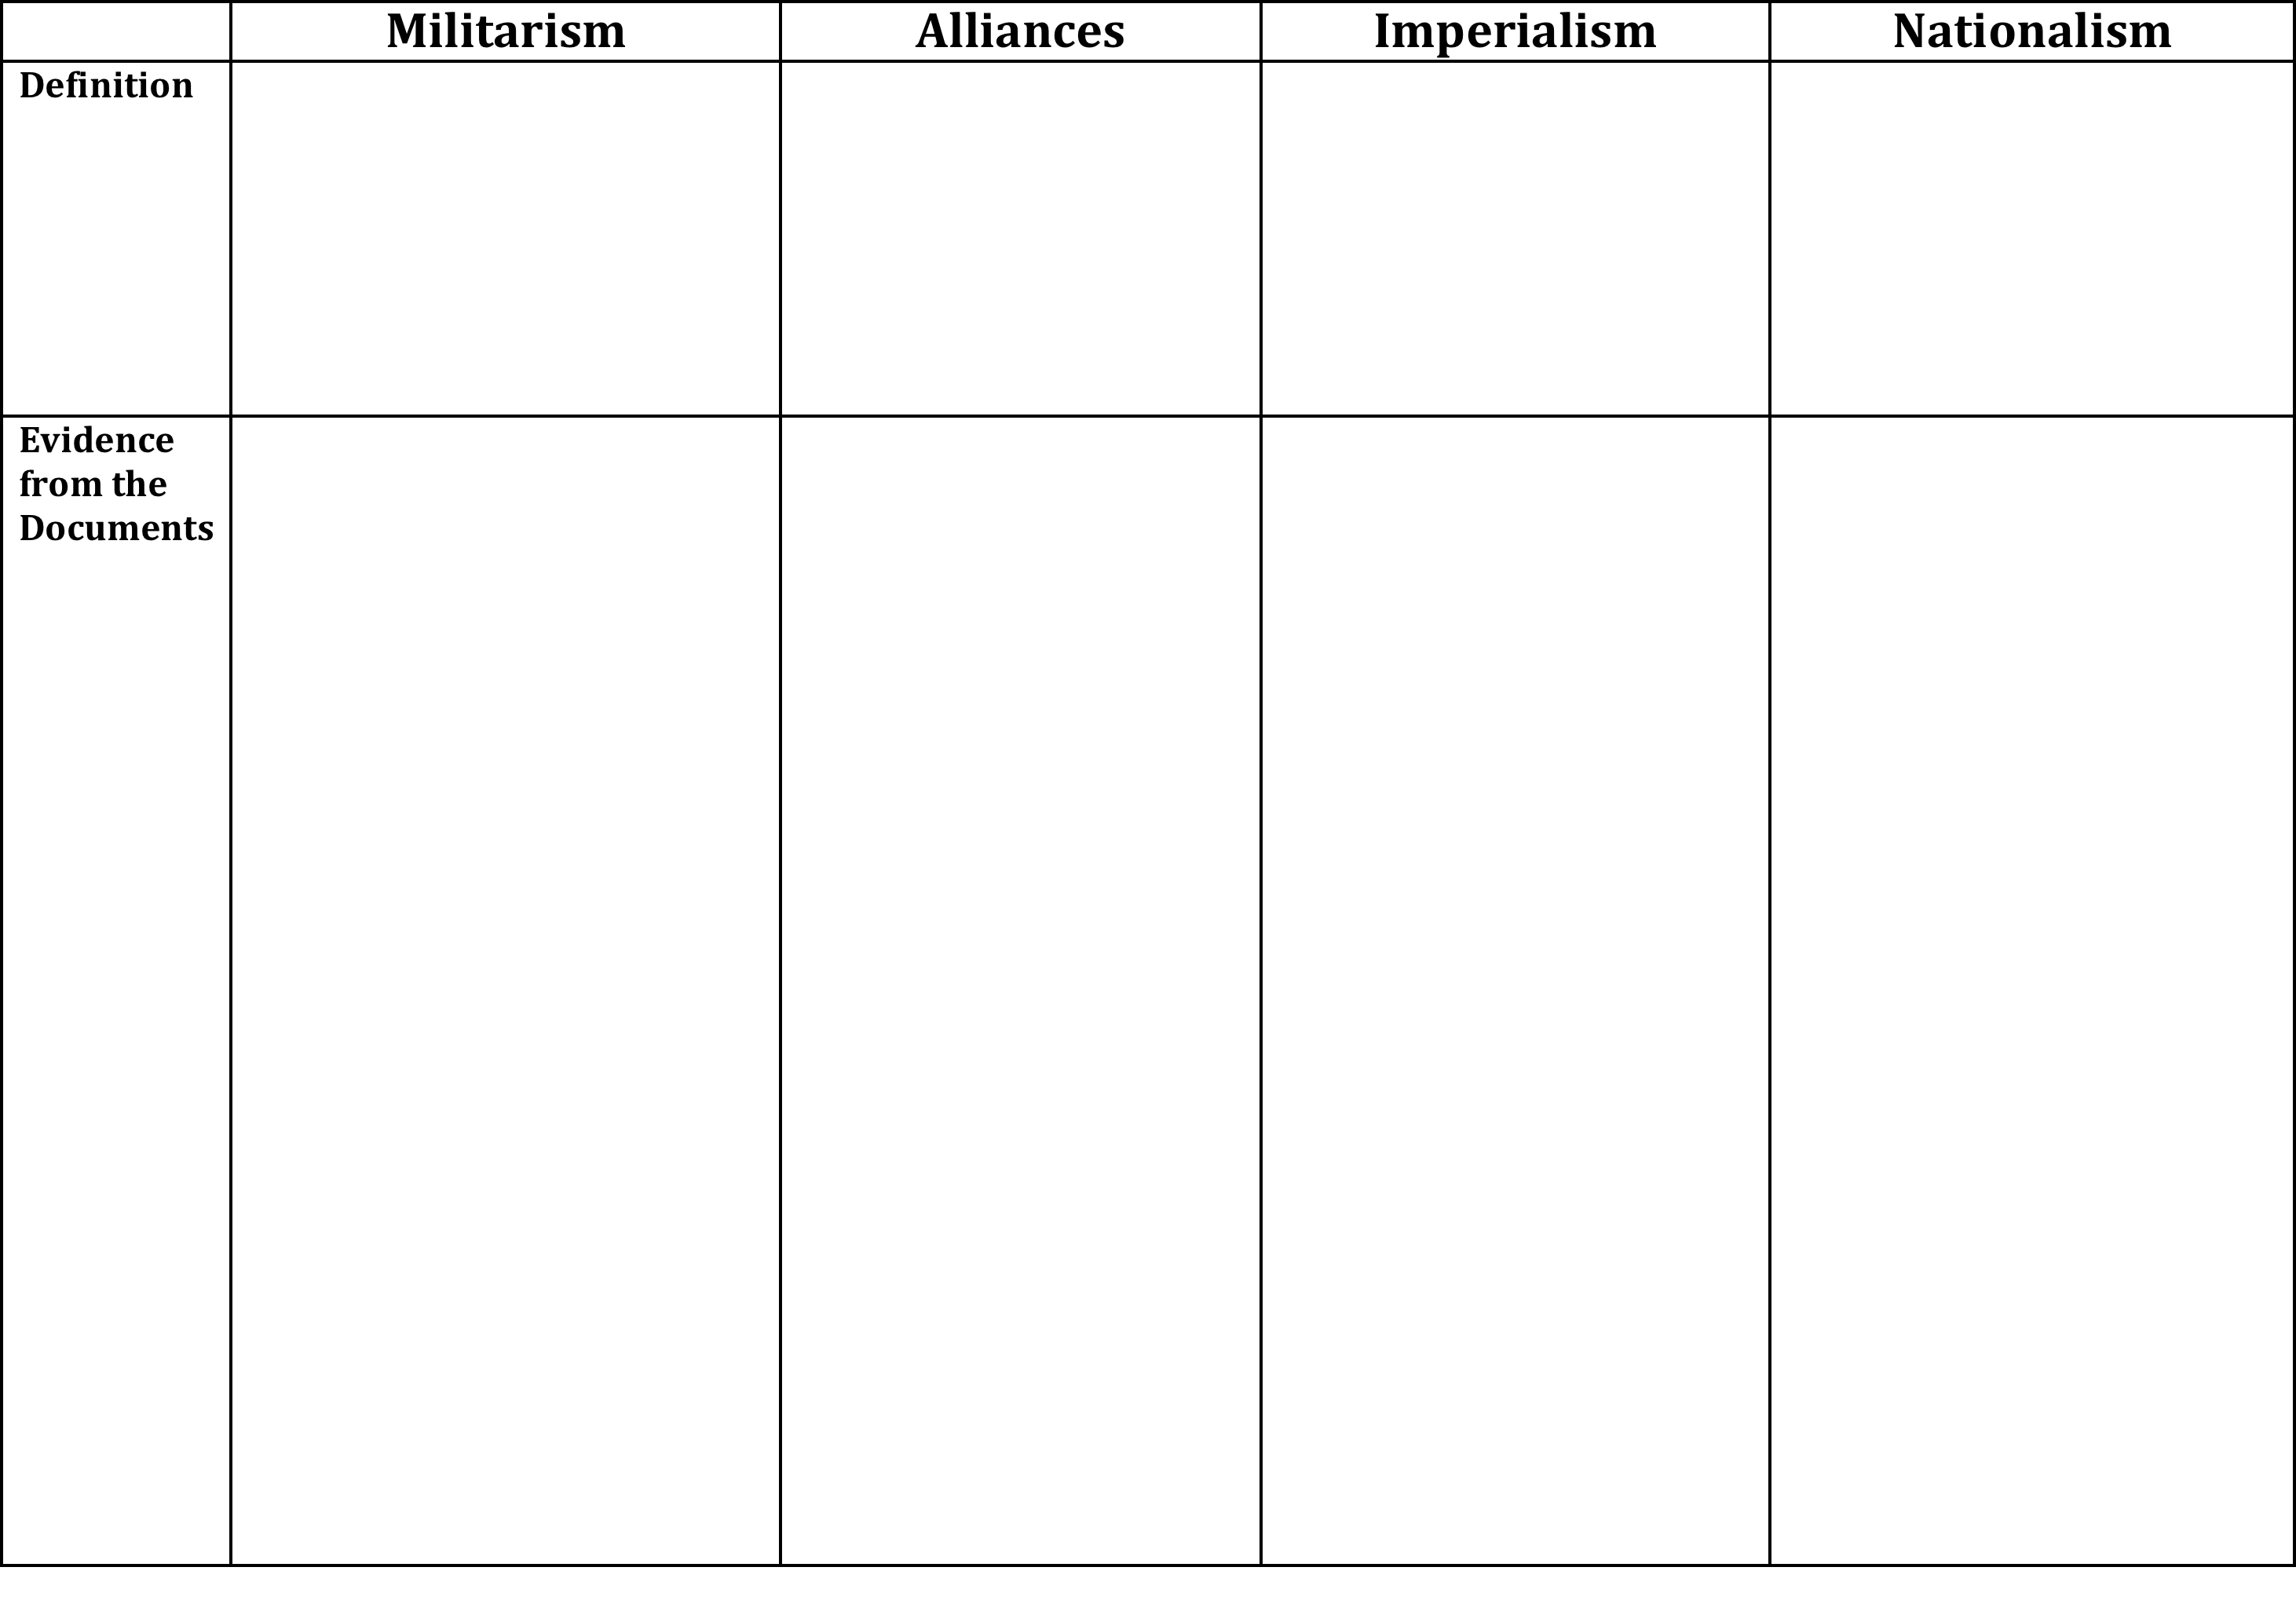 Militarism Alliances Imperialism Nationalism
Definition
Evidence
from the
Documents